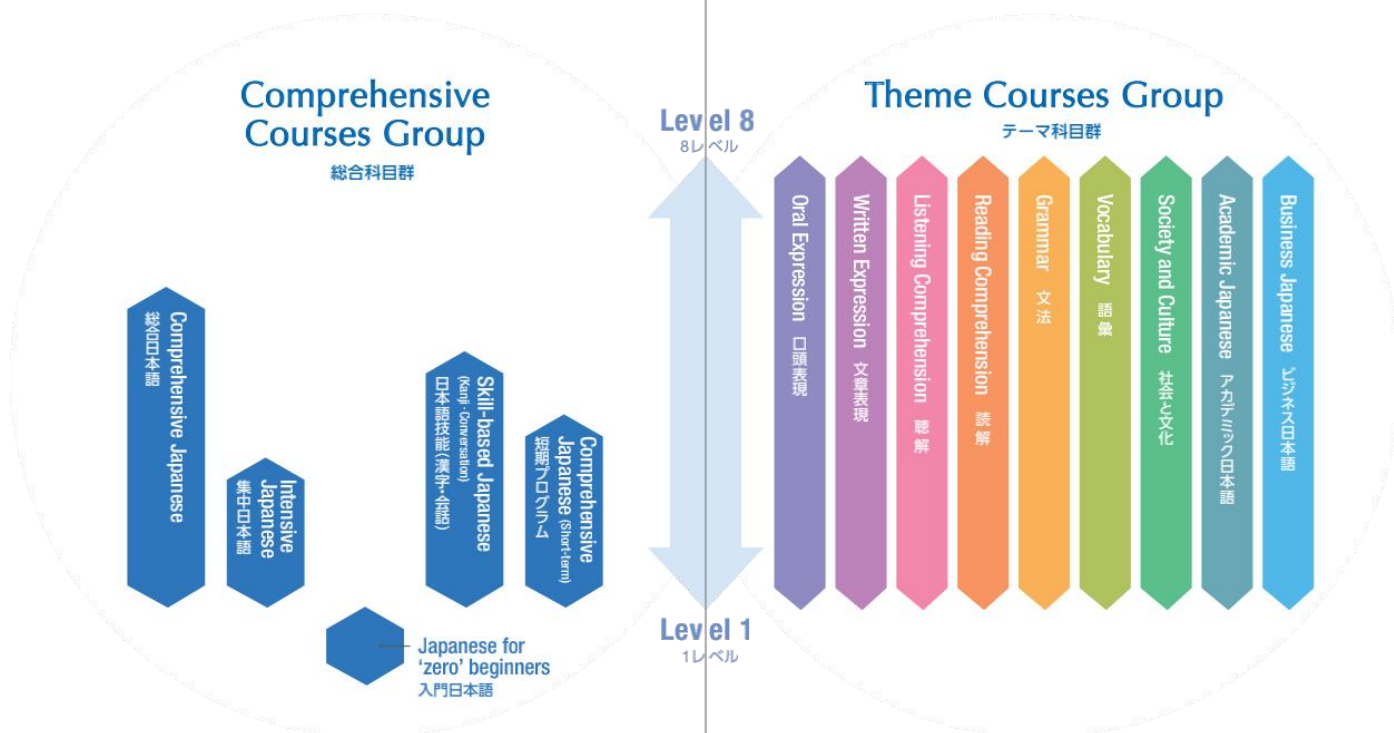 Comprehensive
Courses Group
総合科目群
Comprehensive Japanese
総合日本語
Intensive
Japanese
集中日本語
Japanese for
‘zero’ beginners
入門日本語
Skill-based Japanese
(Kanji・Conversation)
日本語技能(漢字・会話)
Comprehensive
Japanese (Short-term)
短期プログラム
Level 8
8レベル
Level 1
1レベル
Theme Courses Group
テーマ科目群
Oral Expression 口頭表現
Written Expression 文章表現
Listening Comprehension 聴解
Reading Comprehension 読解
Grammar 文法
Vocabulary 語彙
Society and Culture 社会と文化
Academic Japanese アカデミック日本語
Business Japanese ビジネス日本語